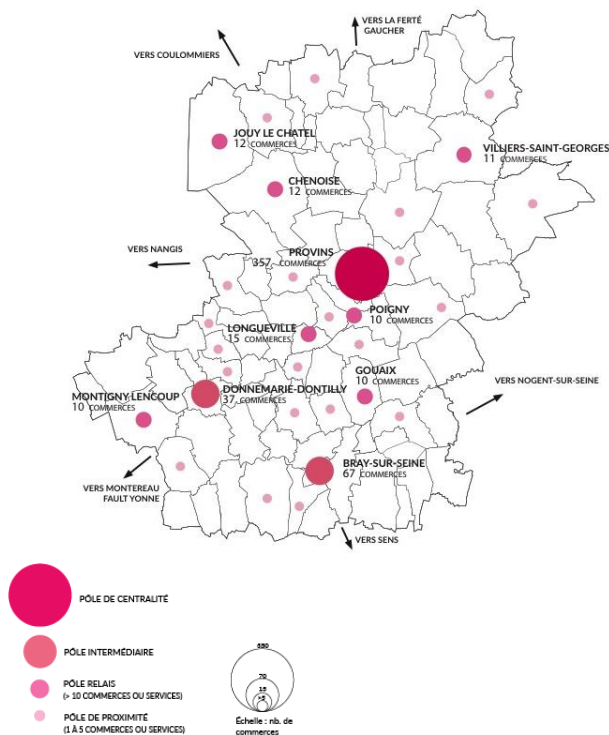 VERS LA FERTÉ
GAUCHER
VERS COULOMMIERS
JOUY LE CHATEL
12 COMMERCES
VILLIERS-SAINT-GEORGES
11 COMMERCES
CHENOISE
12 COMMERCES
VERS NANGIS
PROVINS
357 COMMERCES
POIGNY
10 COMMERCES
LONGUEVILLE
15 COMMERCES
GOUAIX
10 COMMERCES
VERS NOGENT-SUR-SEINE
MONTIGNY LENCOUP
10 COMMERCES
DONNEMARIE-DONTILLY
37 COMMERCES
BRAY-SUR-SEINE
67 COMMERCES
VERS MONTEREAU
FAULT YONNE
VERS SENS
PÔLE DE CENTRALITÉ
PÔLE INTERMÉDIAIRE
PÔLE RELAIS
(> 10 COMMERCES OU SERVICES)
PÔLE DE PROXIMITÉ
(1 À 5 COMMERCES OU SERVICES)
70
15
Échelle : nb. de
commerces